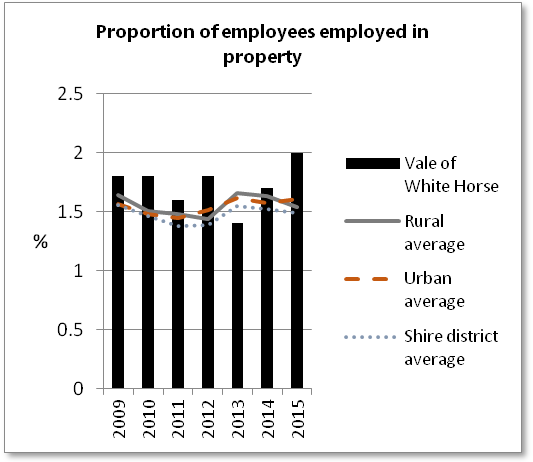 Proportion of employees employed in
property
2.5
2
1.5
1
0.5
0
%
2009
2010
2011
2012
2013
2014
2015
Vale of
White Horse
Rural
average
Urban
average
Shire district
average